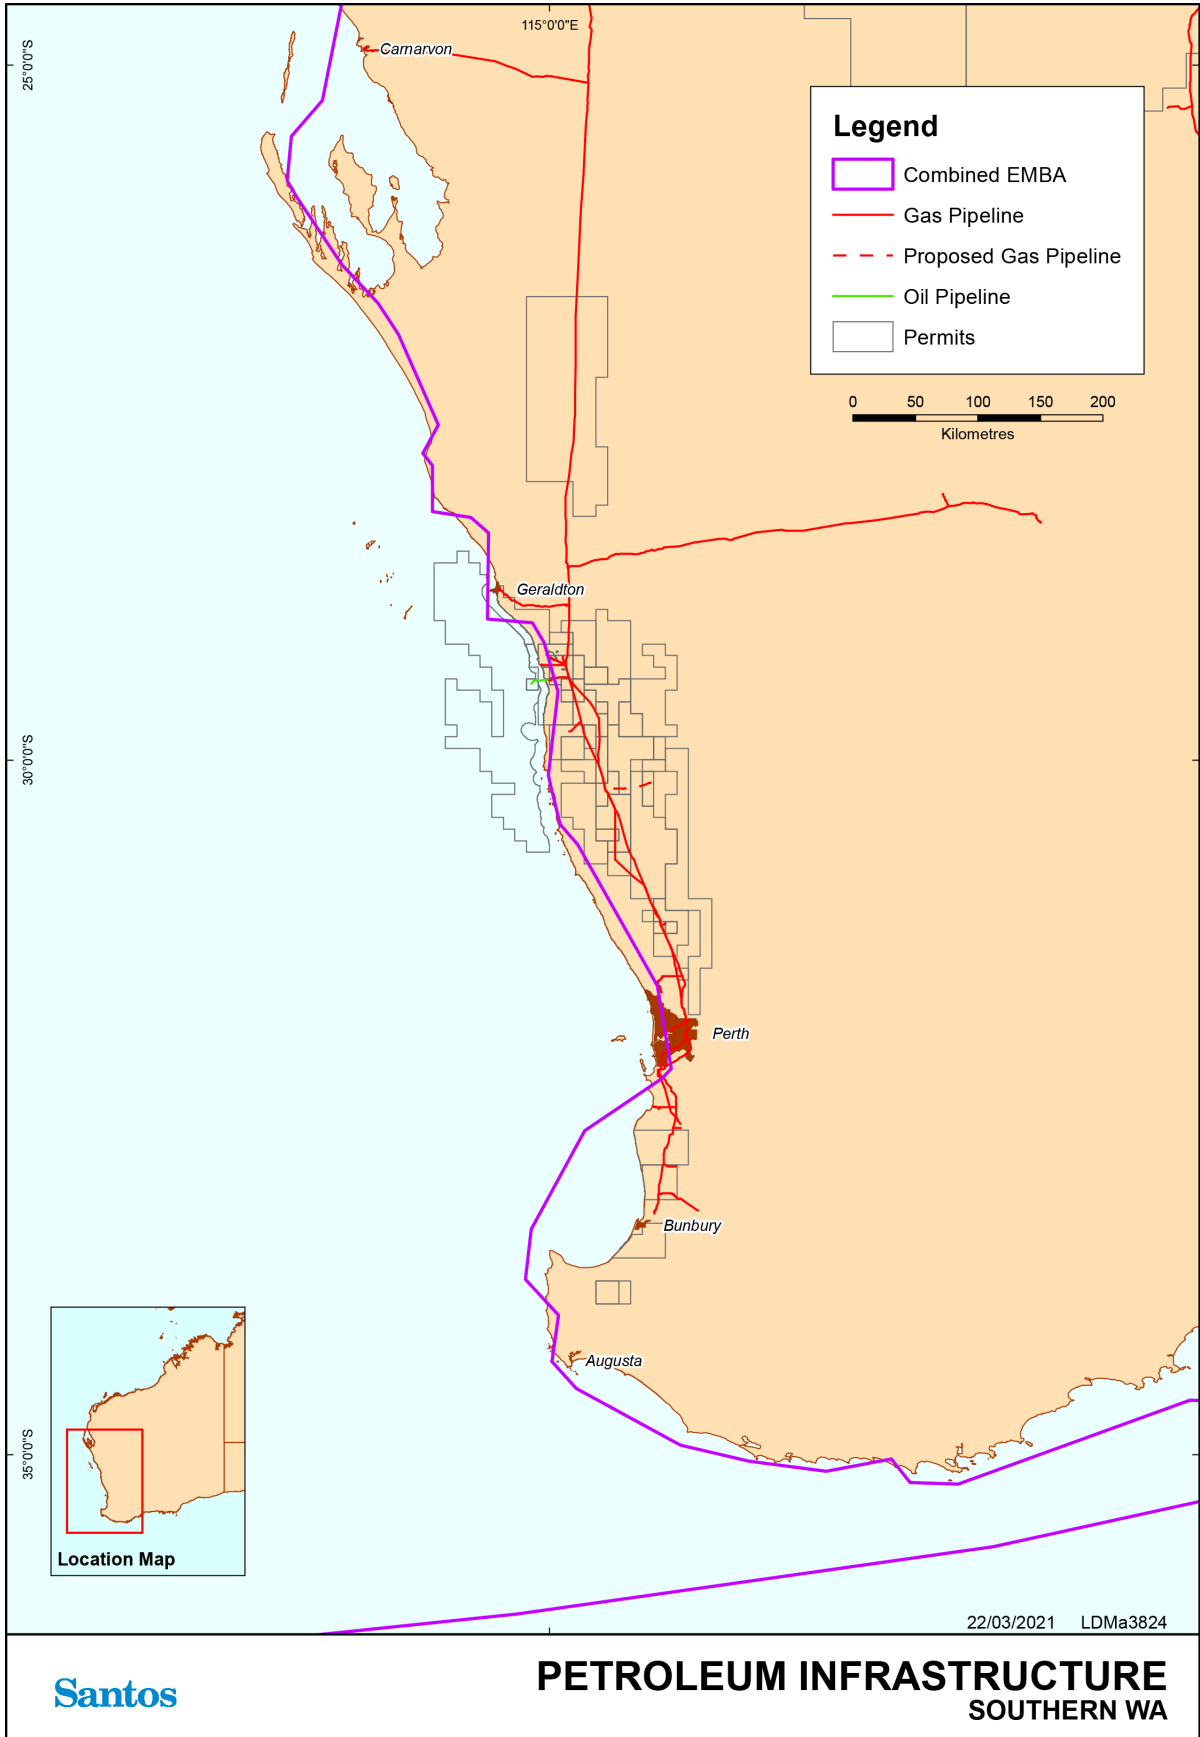 115°0'0"E
25°0'0"S
Carnarvon
Legend
Combined EMBA
Gas Pipeline
Proposed Gas Pipeline
Oil Pipeline
Permits
0 50 100 150 200
Kilometres
Geraldton
30°0'0"S
Perth
Bunbury
Augusta
35°0'0"S
Location Map
22/03/2021 LDMa3824
Santos
PETROLEUM INFRASTRUCTURE
SOUTHERN WA